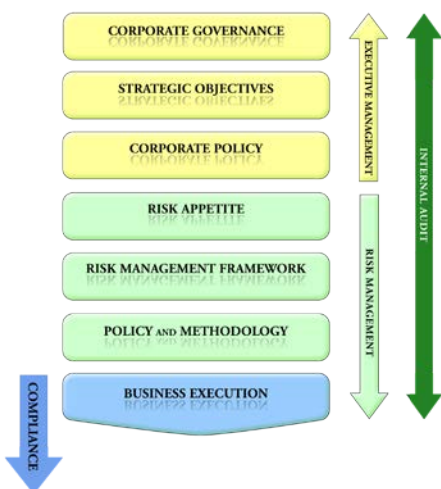 CORPORATE GOVERNANCE
STRATEGIC OBJECTIVES
CORPORATE POLICY
RISK APPETITE
RISK MANAGEMENT FRAMEWORK
POLICY AND METHODOLOGY
BUSINESS EXECUTION
COMPLIANCE
EXECUTIVE MANAGEMENT
RISK MANAGEMENT
INTERNAL AUDIT